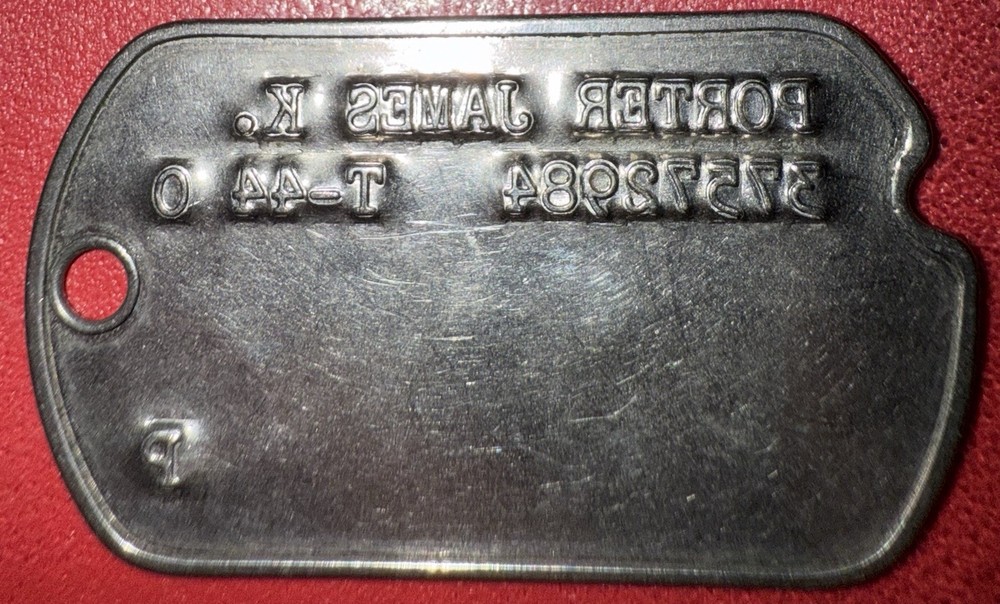 PORTER JAMES K.
37572984 T-44 O
P